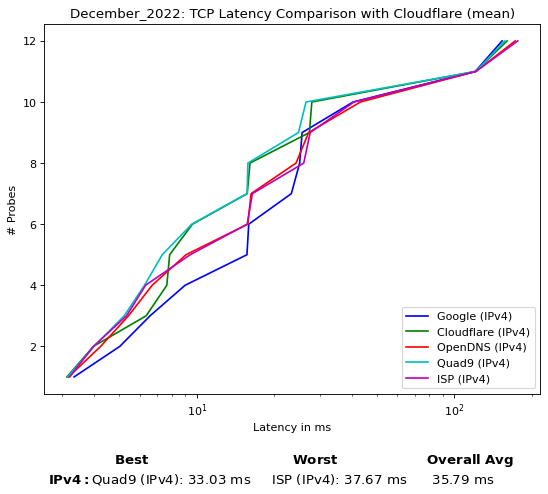 December_2022: TCP Latency Comparison with Cloudflare (mean)
12
10
8
6
4
2
# Probes
10¹ 10²
Latency in ms
Google (IPv4)
Cloudflare (IPv4)
OpenDNS (IPv4)
Quad9 (IPv4)
ISP (IPv4)
Best Worst Overall Avg
IPv4: Quad9 (IPv4): 33.03 ms ISP (IPv4): 37.67 ms 35.79 ms